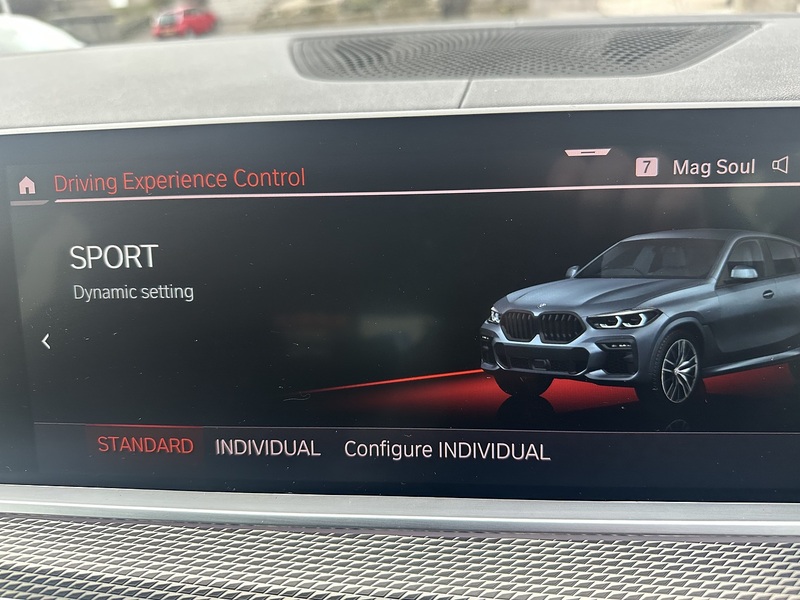 Driving Experience Control
7 Mag Soul
SPORT
Dynamic setting
STANDARD INDIVIDUAL Configure INDIVIDUAL